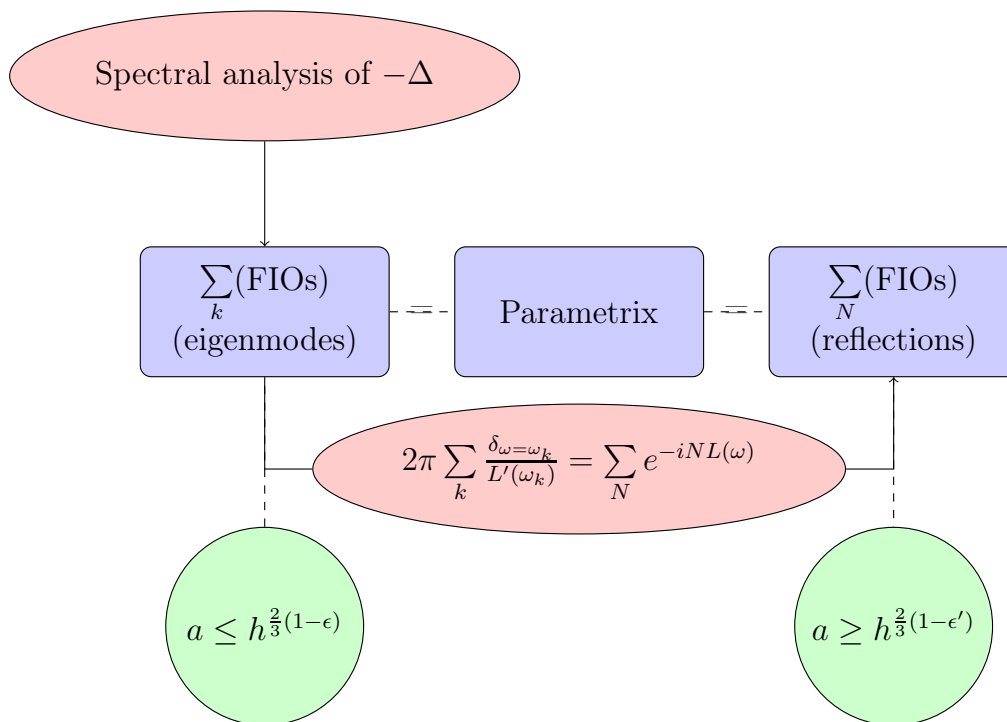 Spectral analysis of −Δ
∑_k (FIOs)
(eigenmodes)
=
Parametrix
=
∑_N (FIOs)
(reflections)
2π ∑_k δ_{ω=ω_k} / L′(ω_k) = ∑_N e^{−iNL(ω)}
a ≤ h^{2/3(1−ϵ)}
a ≥ h^{2/3(1−ϵ′)}